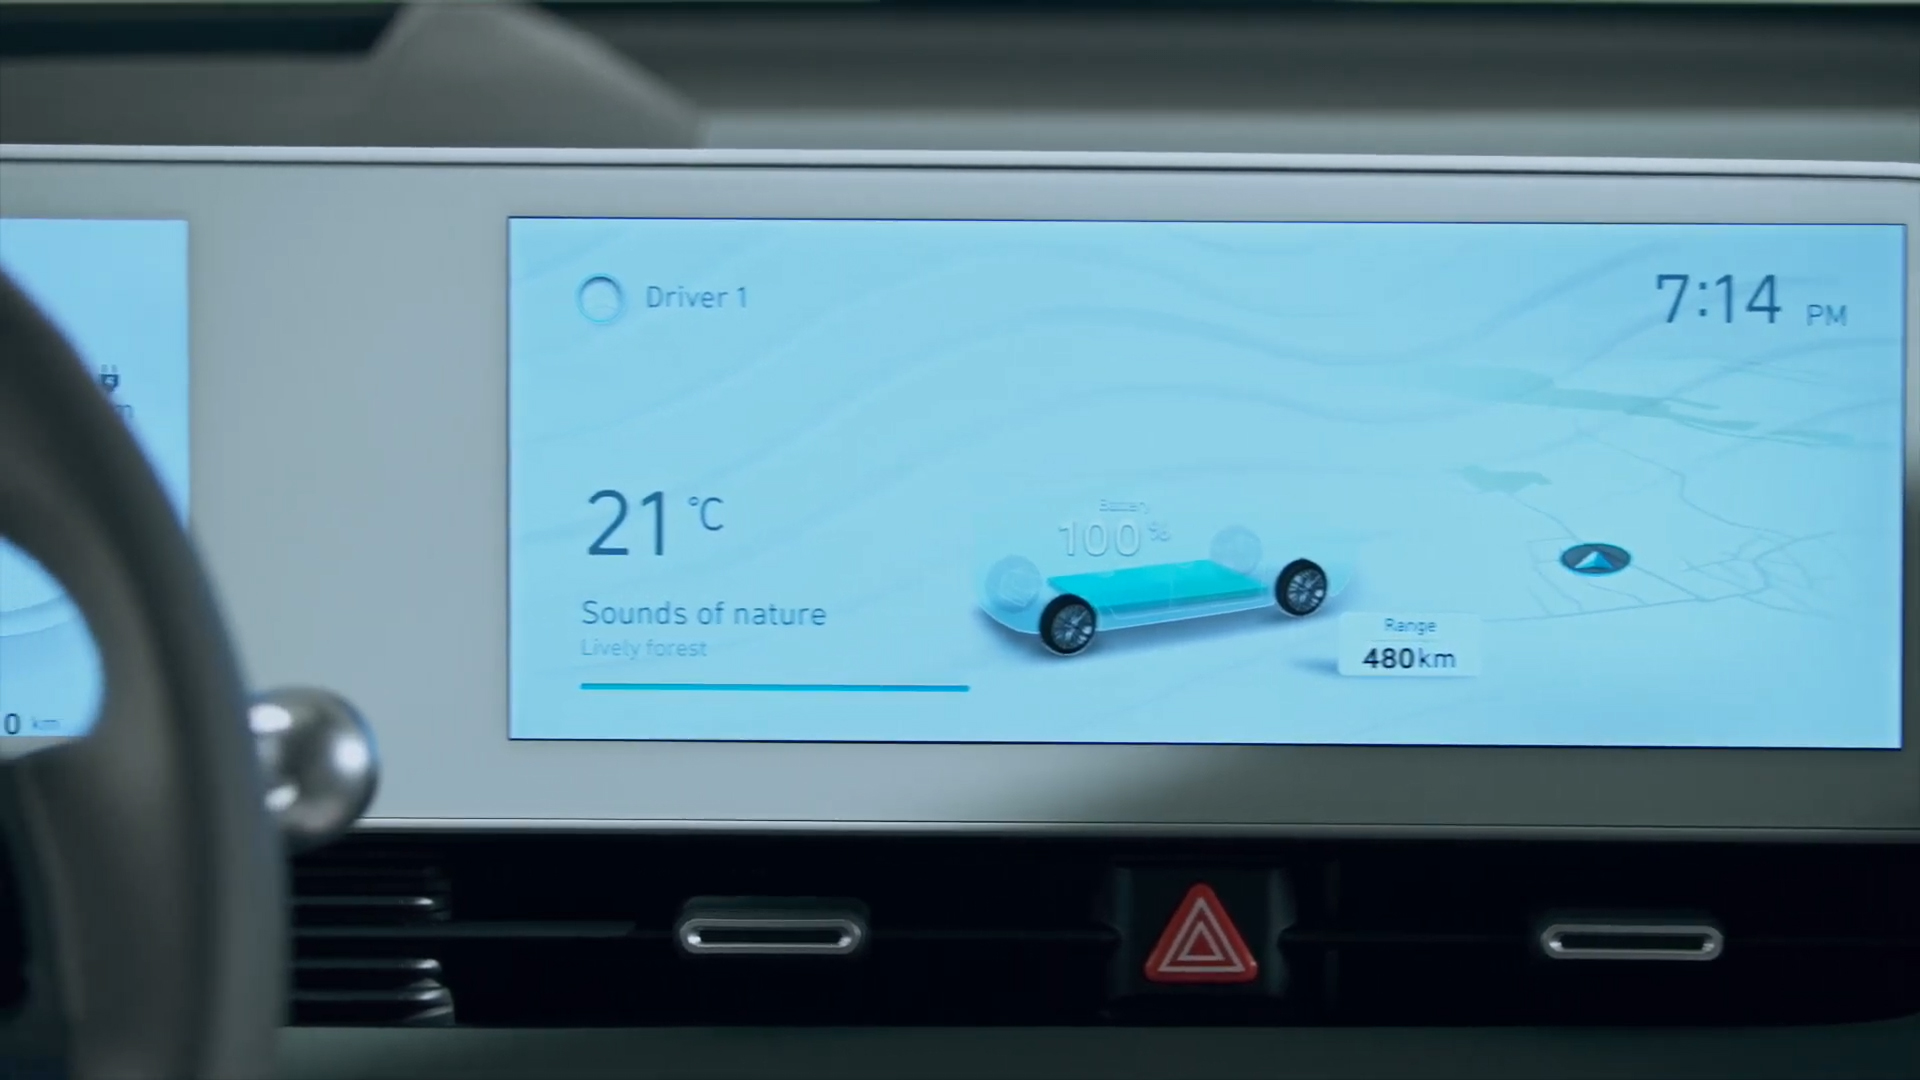 Driver 1
7:14 PM
21 °C
Battery
100%
Sounds of nature
Lively forest
Range
480km
0 km